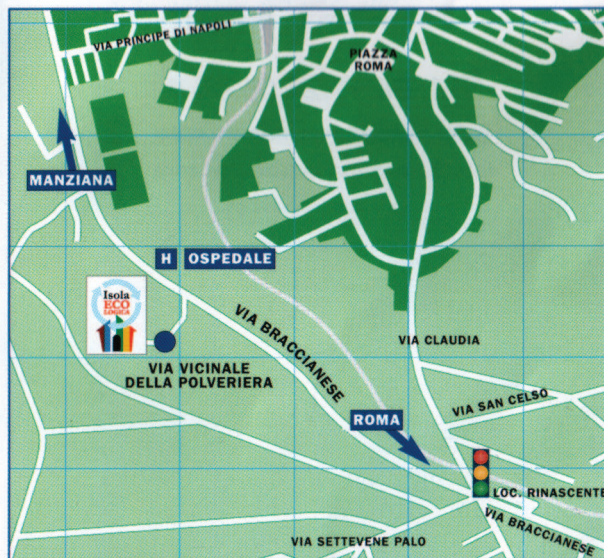 VIA PRINCIPE DI NAPOLI
PIAZZA
ROMA
MANZIANA
H OSPEDALE
Isola
ECO
LOGICA
VIA BRACCIANESE
VIA CLAUDIA
VIA VICINALE
DELLA POLVERIERA
VIA SAN CELSO
ROMA
LOC. RINASCENTE
VIA BRACCIANESE
VIA SETTEVENE PALO